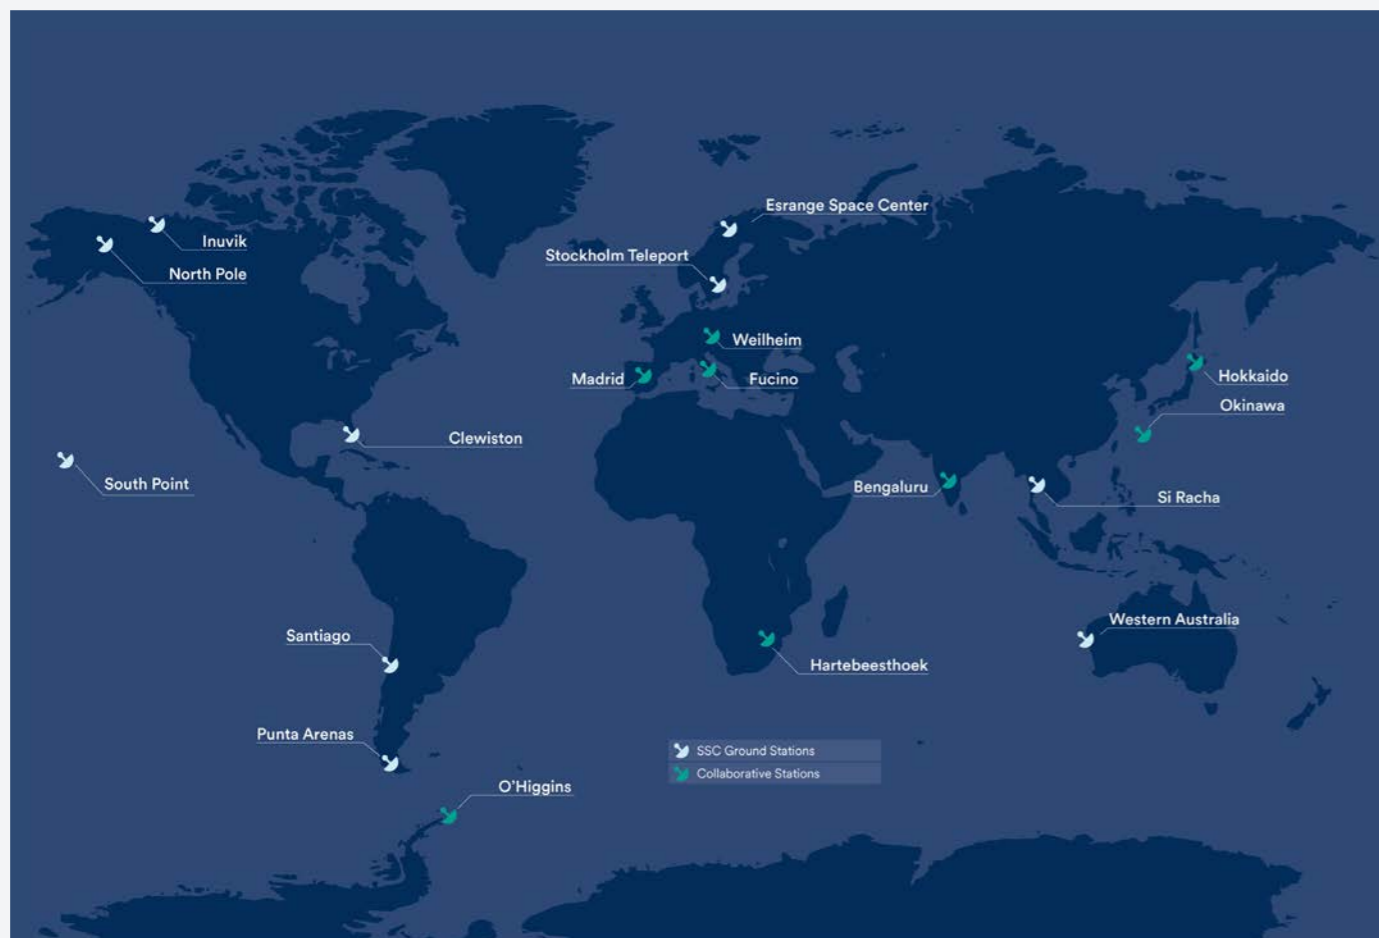 Esrange Space Center
Inuvik
Stockholm Teleport
North Pole
Weilheim
Madrid
Fucino
Hokkaido
Okinawa
Clewiston
South Point
Bengaluru
Si Racha
Western Australia
Santiago
Hartebeesthoek
Punta Arenas
SSC Ground Stations
Collaborative Stations
O'Higgins